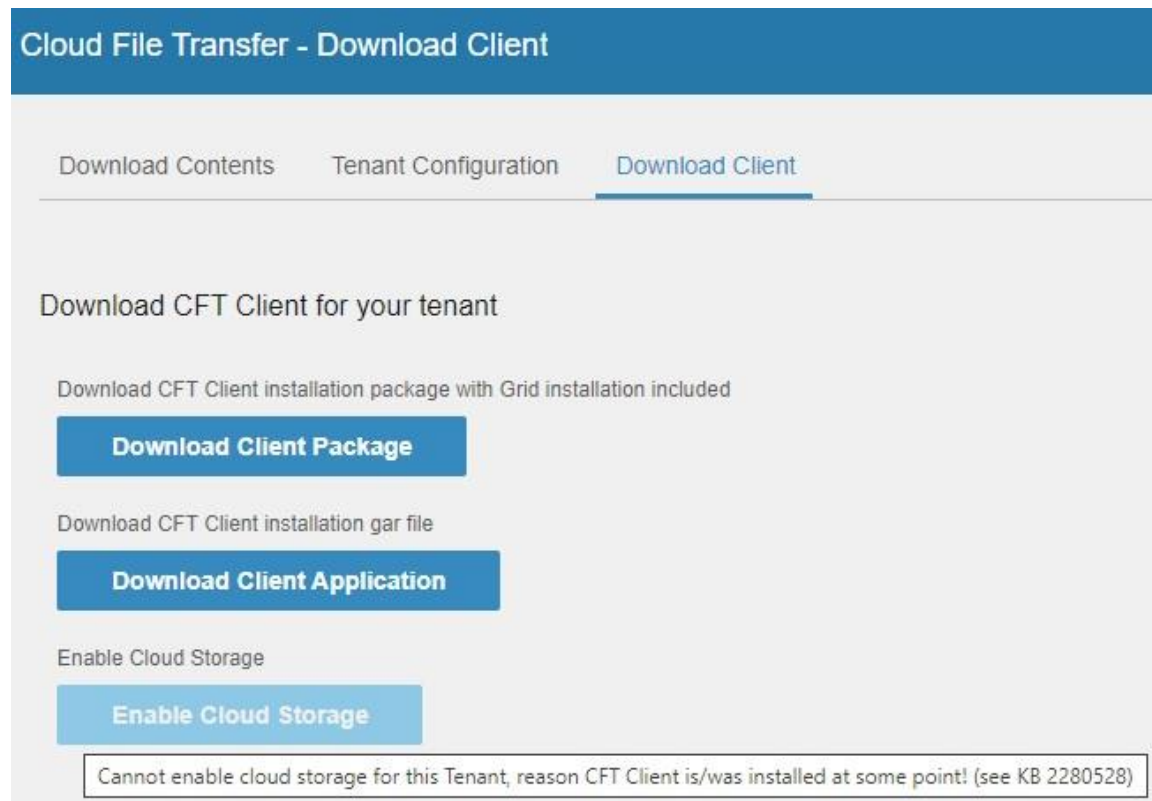 Cloud File Transfer - Download Client
Download Contents Tenant Configuration Download Client
Download CFT Client for your tenant
Download CFT Client installation package with Grid installation included
Download Client Package
Download CFT Client installation gar file
Download Client Application
Enable Cloud Storage
Enable Cloud Storage
Cannot enable cloud storage for this Tenant, reason CFT Client is/was installed at some point! (see KB 2280528)